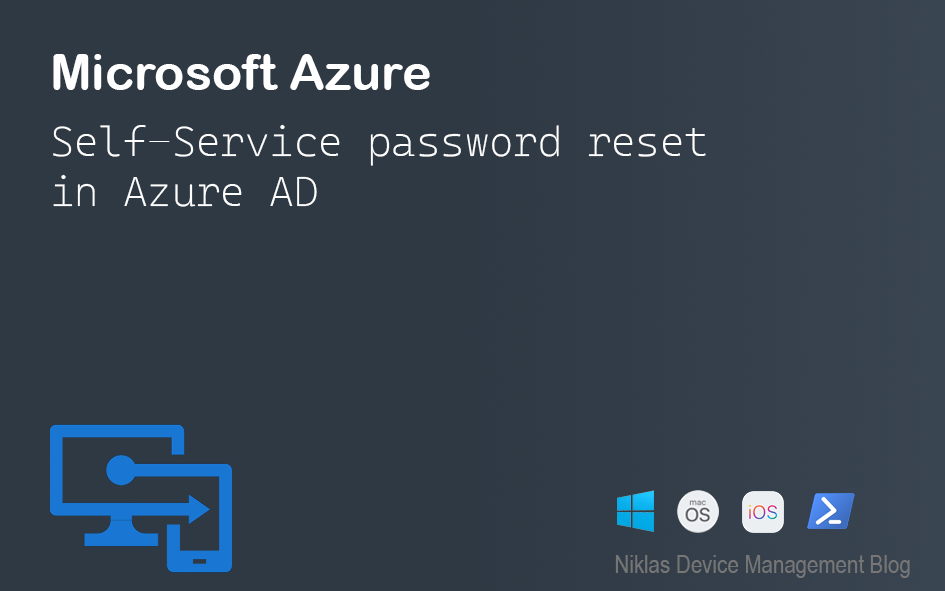 Microsoft Azure
Self-Service password reset
in Azure AD
mac
OS
iOS
Niklas Device Management Blog